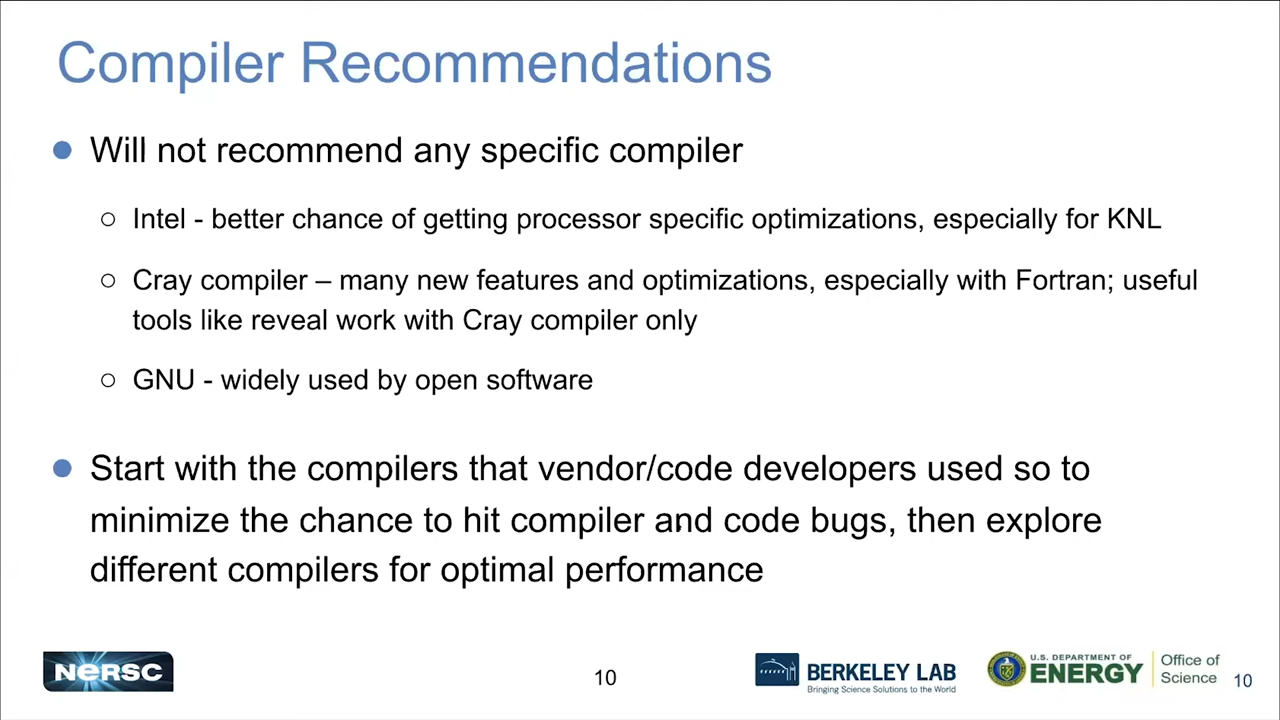 Compiler Recommendations
● Will not recommend any specific compiler
○ Intel - better chance of getting processor specific optimizations, especially for KNL
○ Cray compiler – many new features and optimizations, especially with Fortran; useful
tools like reveal work with Cray compiler only
○ GNU - widely used by open software
● Start with the compilers that vendor/code developers used so to
minimize the chance to hit compiler and code bugs, then explore
different compilers for optimal performance
NERSC
10
BERKELEY LAB
Bringing Science Solutions to the World
U.S. DEPARTMENT OF
ENERGY
Office of
Science
10